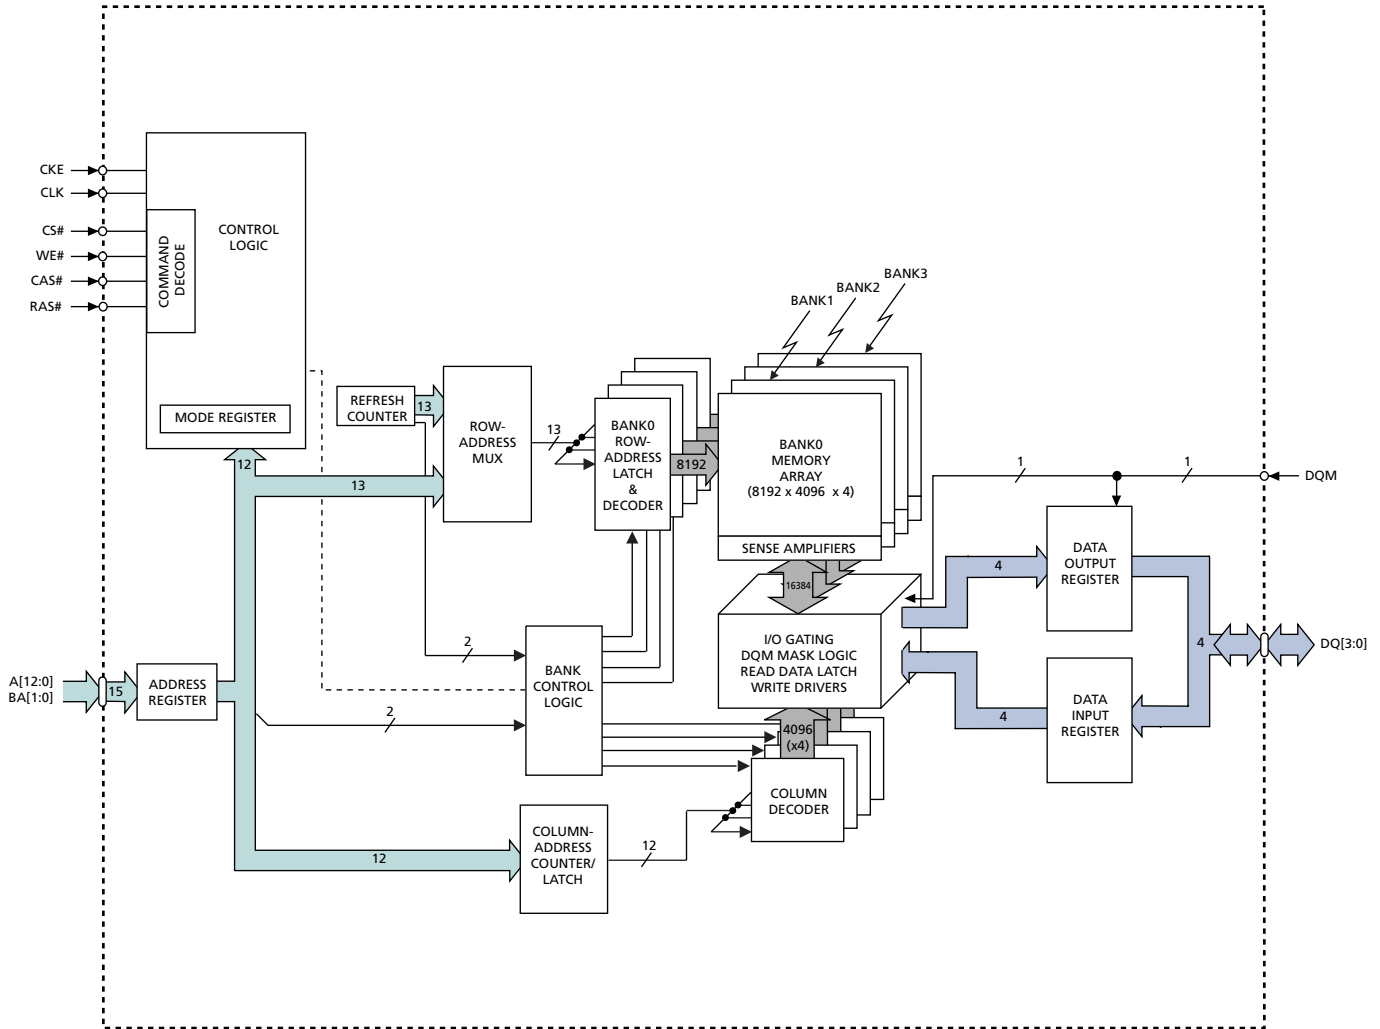 CKE
CLK
CS#
WE#
CAS#
RAS#
CONTROL
LOGIC
COMMAND
DECODE
MODE REGISTER
12
REFRESH
COUNTER
13
13
ROW-
ADDRESS
MUX
13
BANK0
ROW-
ADDRESS
LATCH
&
DECODER
8192
BANK1
BANK2
BANK3
BANK0
MEMORY
ARRAY
(8192 x 4096 x 4)
SENSE AMPLIFIERS
16384
I/O GATING
DQM MASK LOGIC
READ DATA LATCH
WRITE DRIVERS
1
1
DQM
DATA
OUTPUT
REGISTER
4
4
DQ[3:0]
DATA
INPUT
REGISTER
4
A[12:0]
BA[1:0]
15
ADDRESS
REGISTER
2
2
BANK
CONTROL
LOGIC
4096
(x4)
COLUMN
DECODER
12
COLUMN-
ADDRESS
COUNTER/
LATCH
12